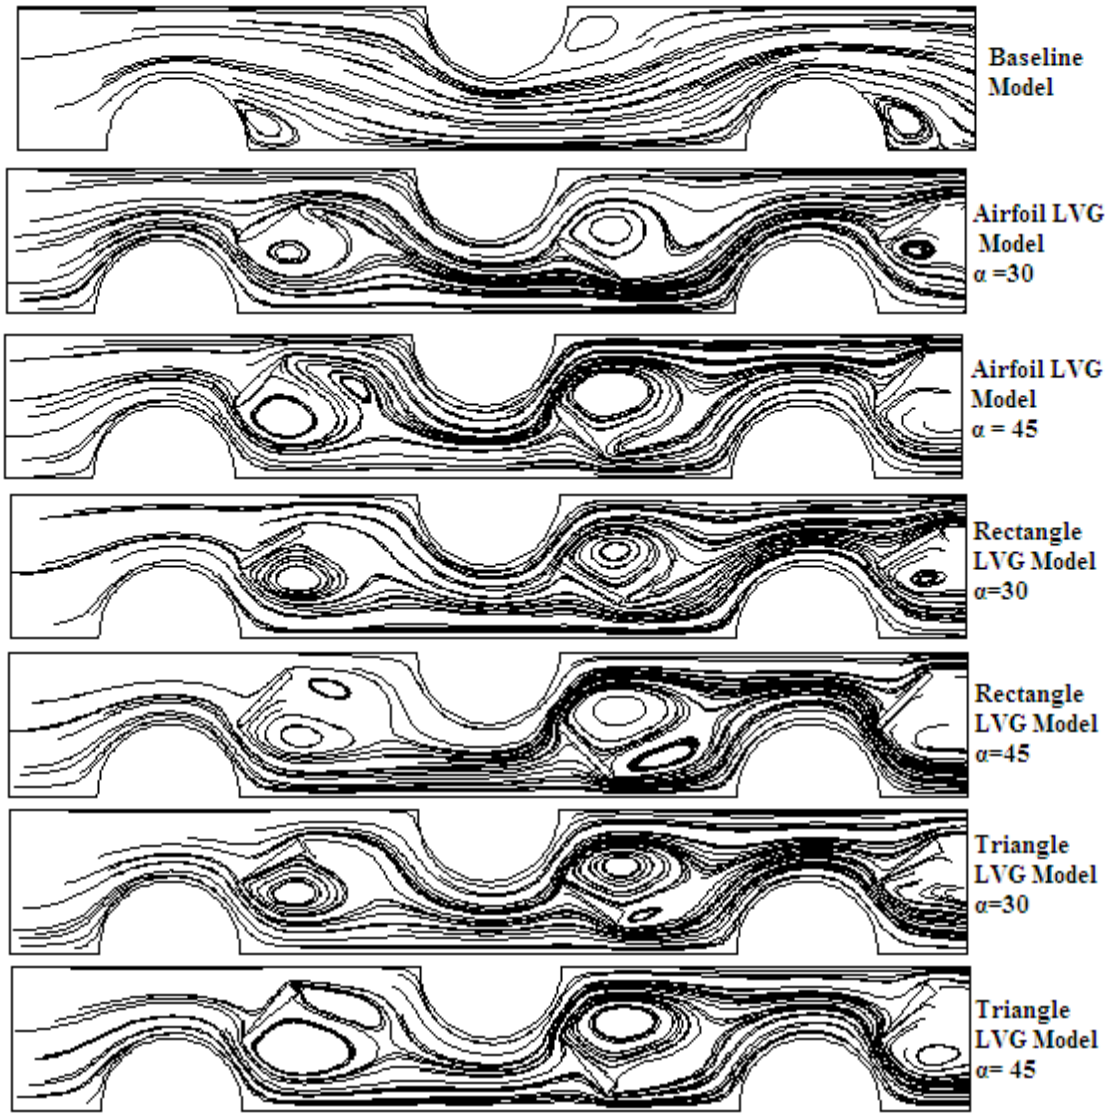 Baseline
Model
Airfoil LVG
Model
α =30
Airfoil LVG
Model
α = 45
Rectangle
LVG Model
α=30
Rectangle
LVG Model
α=45
Triangle
LVG Model
α=30
Triangle
LVG Model
α= 45